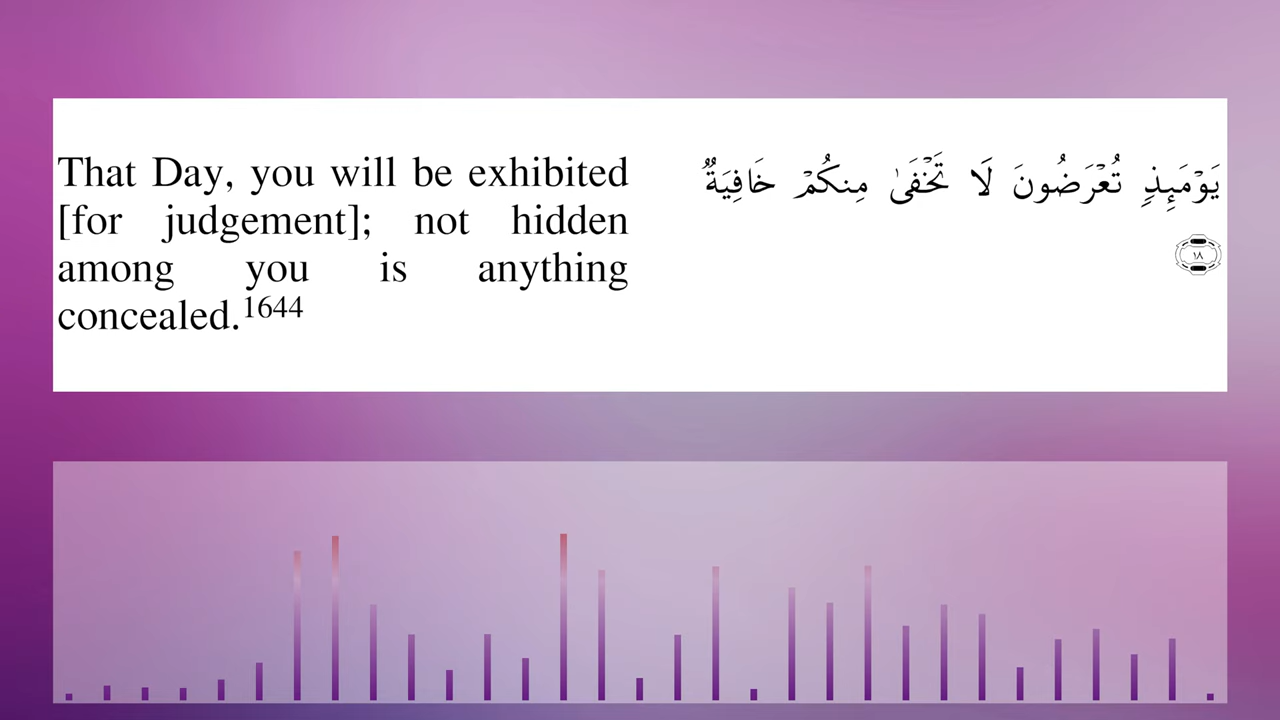 That Day, you will be exhibited
[for judgement]; not hidden
among you is anything
concealed.1644
يَوْمَئِذٍ تُعْرَضُونَ لَا تَخْفَىٰ مِنكُمْ خَافِيَةٌ
١٨